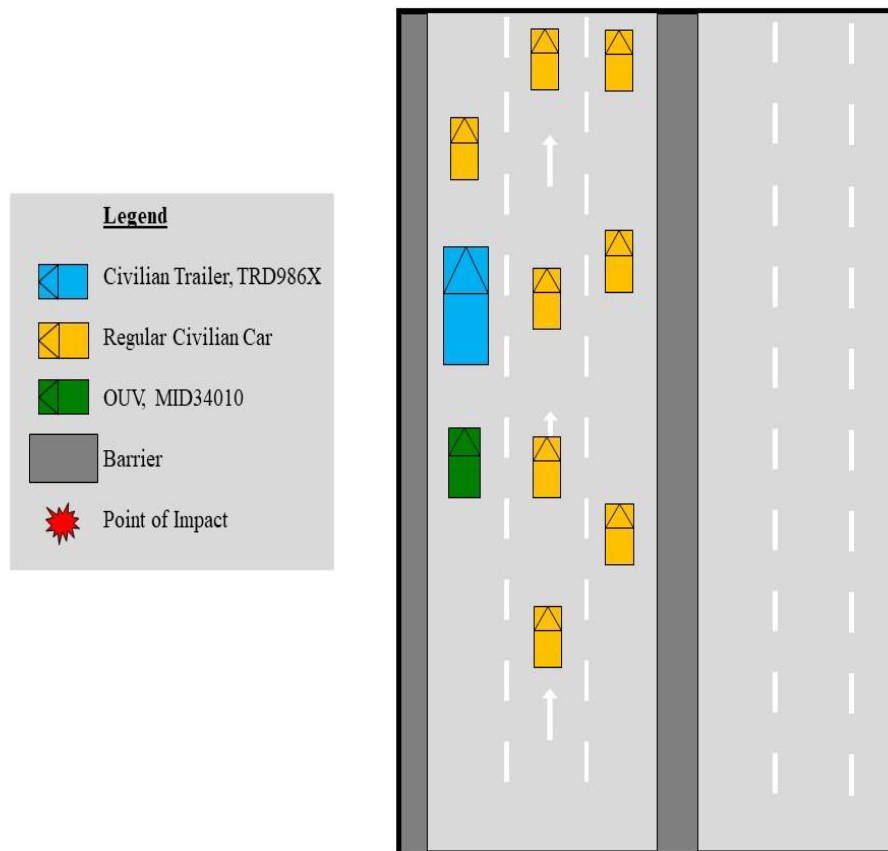 Legend
Civilian Trailer, TRD986X
Regular Civilian Car
OUV, MID34010
Barrier
Point of Impact